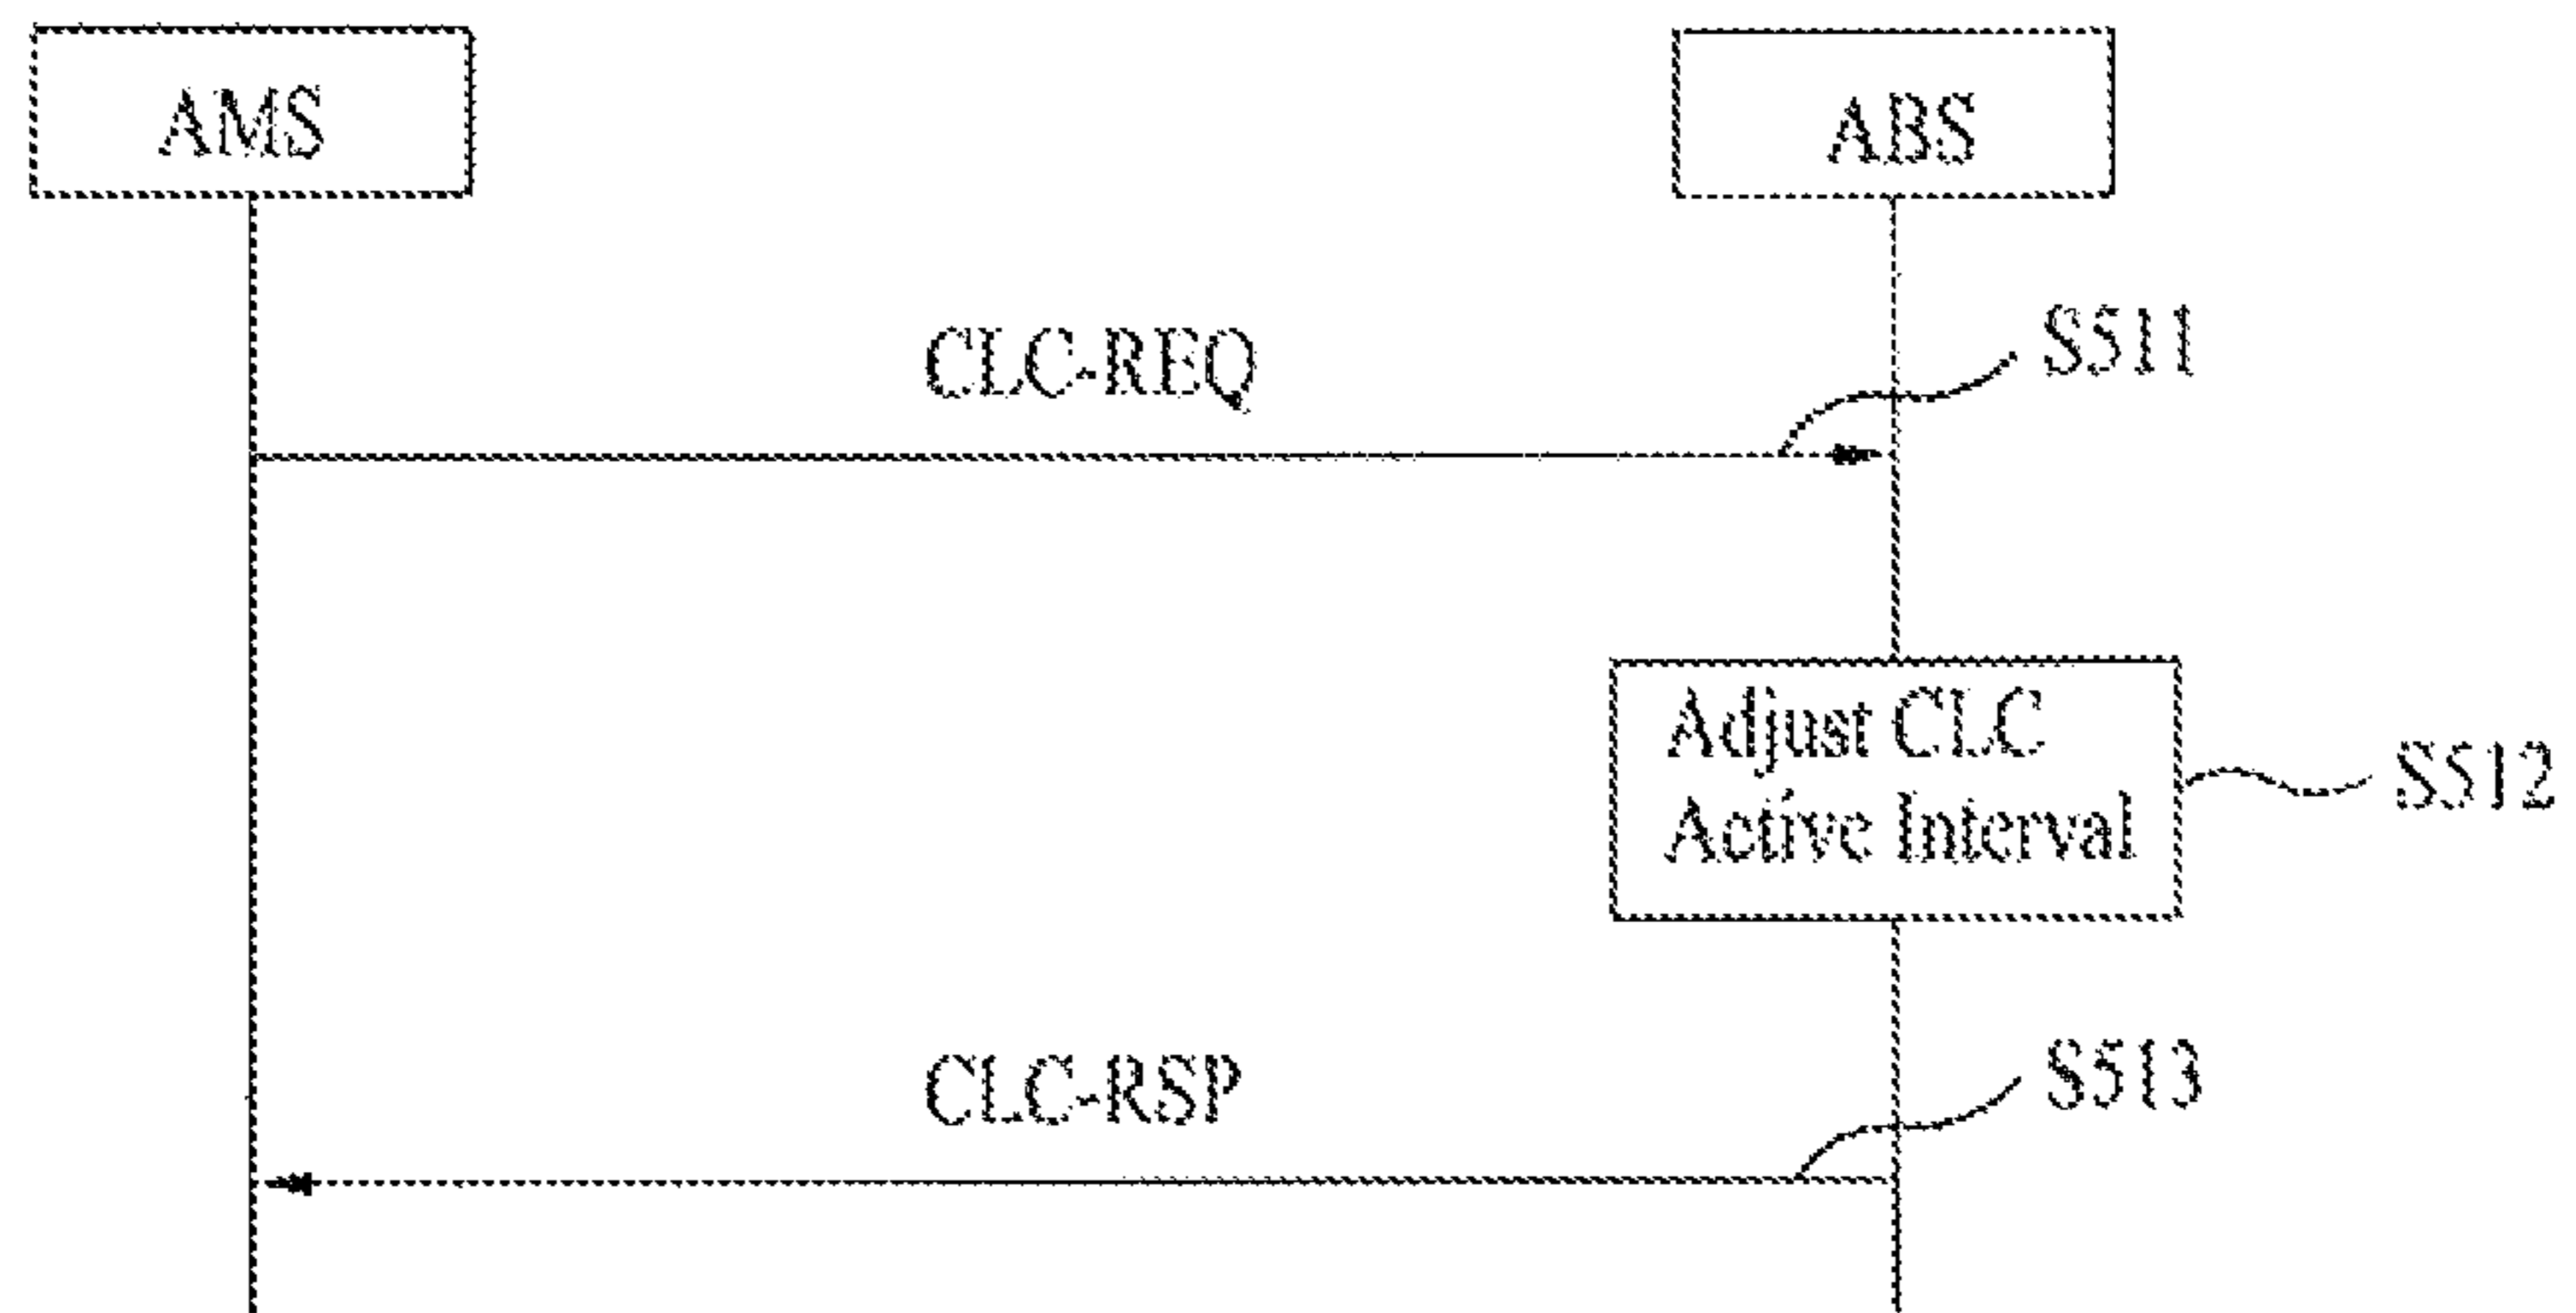 AMS
ABS
CLC-REQ
S511
Adjust CLC
Active Interval
S512
CLC-RSP
S513